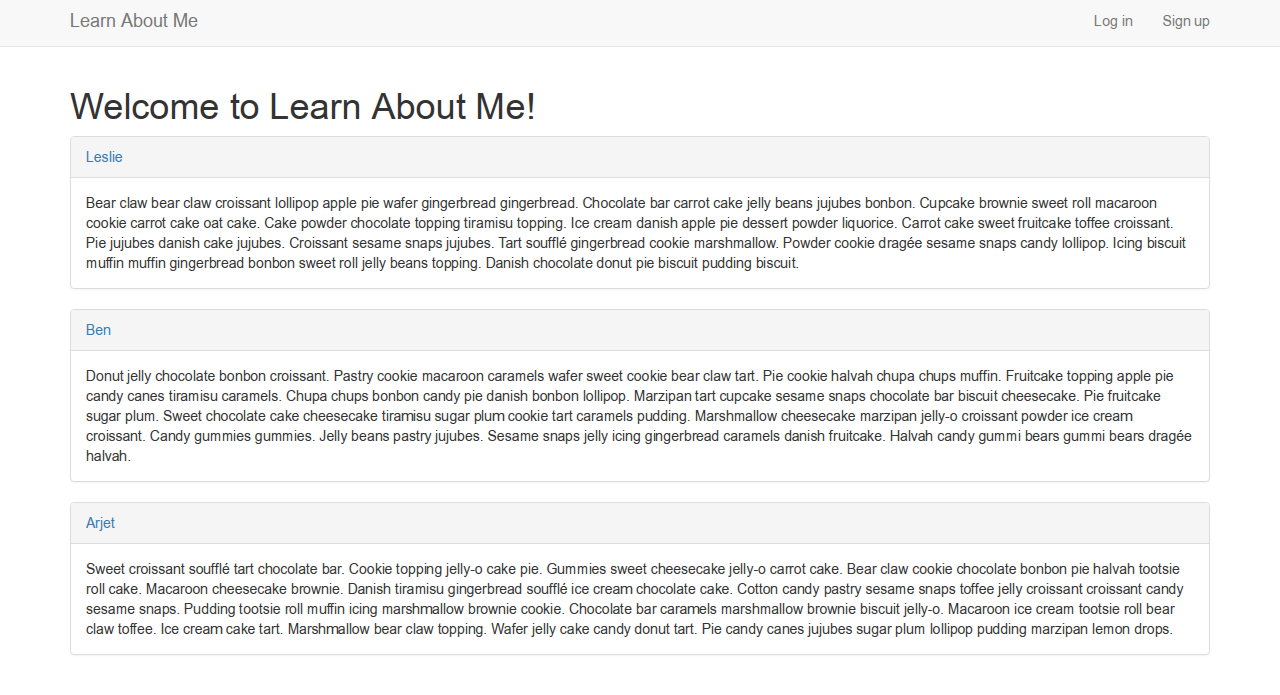 Learn About Me
Log in
Sign up
Welcome to Learn About Me!
Leslie
Bear claw bear claw croissant lollipop apple pie wafer gingerbread gingerbread. Chocolate bar carrot cake jelly beans jujubes bonbon. Cupcake brownie sweet roll macaroon
cookie carrot cake oat cake. Cake powder chocolate topping tiramisu topping. Ice cream danish apple pie dessert powder liquorice. Carrot cake sweet fruitcake toffee croissant.
Pie jujubes danish cake jujubes. Croissant sesame snaps jujubes. Tart soufflé gingerbread cookie marshmallow. Powder cookie dragée sesame snaps candy lollipop. Icing biscuit
muffin muffin gingerbread bonbon sweet roll jelly beans topping. Danish chocolate donut pie biscuit pudding biscuit.
Ben
Donut jelly chocolate bonbon croissant. Pastry cookie macaroon caramels wafer sweet cookie bear claw tart. Pie cookie halvah chupa chups muffin. Fruitcake topping apple pie
candy canes tiramisu caramels. Chupa chups bonbon candy pie danish bonbon lollipop. Marzipan tart cupcake sesame snaps chocolate bar biscuit cheesecake. Pie fruitcake
sugar plum. Sweet chocolate cake cheesecake tiramisu sugar plum cookie tart caramels pudding. Marshmallow cheesecake marzipan jelly-o croissant powder ice cream
croissant. Candy gummies gummies. Jelly beans pastry jujubes. Sesame snaps jelly icing gingerbread caramels danish fruitcake. Halvah candy gummi bears gummi bears dragée
halvah.
Arjet
Sweet croissant soufflé tart chocolate bar. Cookie topping jelly-o cake pie. Gummies sweet cheesecake jelly-o carrot cake. Bear claw cookie chocolate bonbon pie halvah tootsie
roll cake. Macaroon cheesecake brownie. Danish tiramisu gingerbread soufflé ice cream chocolate cake. Cotton candy pastry sesame snaps toffee jelly croissant croissant candy
sesame snaps. Pudding tootsie roll muffin icing marshmallow brownie cookie. Chocolate bar caramels marshmallow brownie biscuit jelly-o. Macaroon ice cream tootsie roll bear
claw toffee. Ice cream cake tart. Marshmallow bear claw topping. Wafer jelly cake candy donut tart. Pie candy canes jujubes sugar plum lollipop pudding marzipan lemon drops.